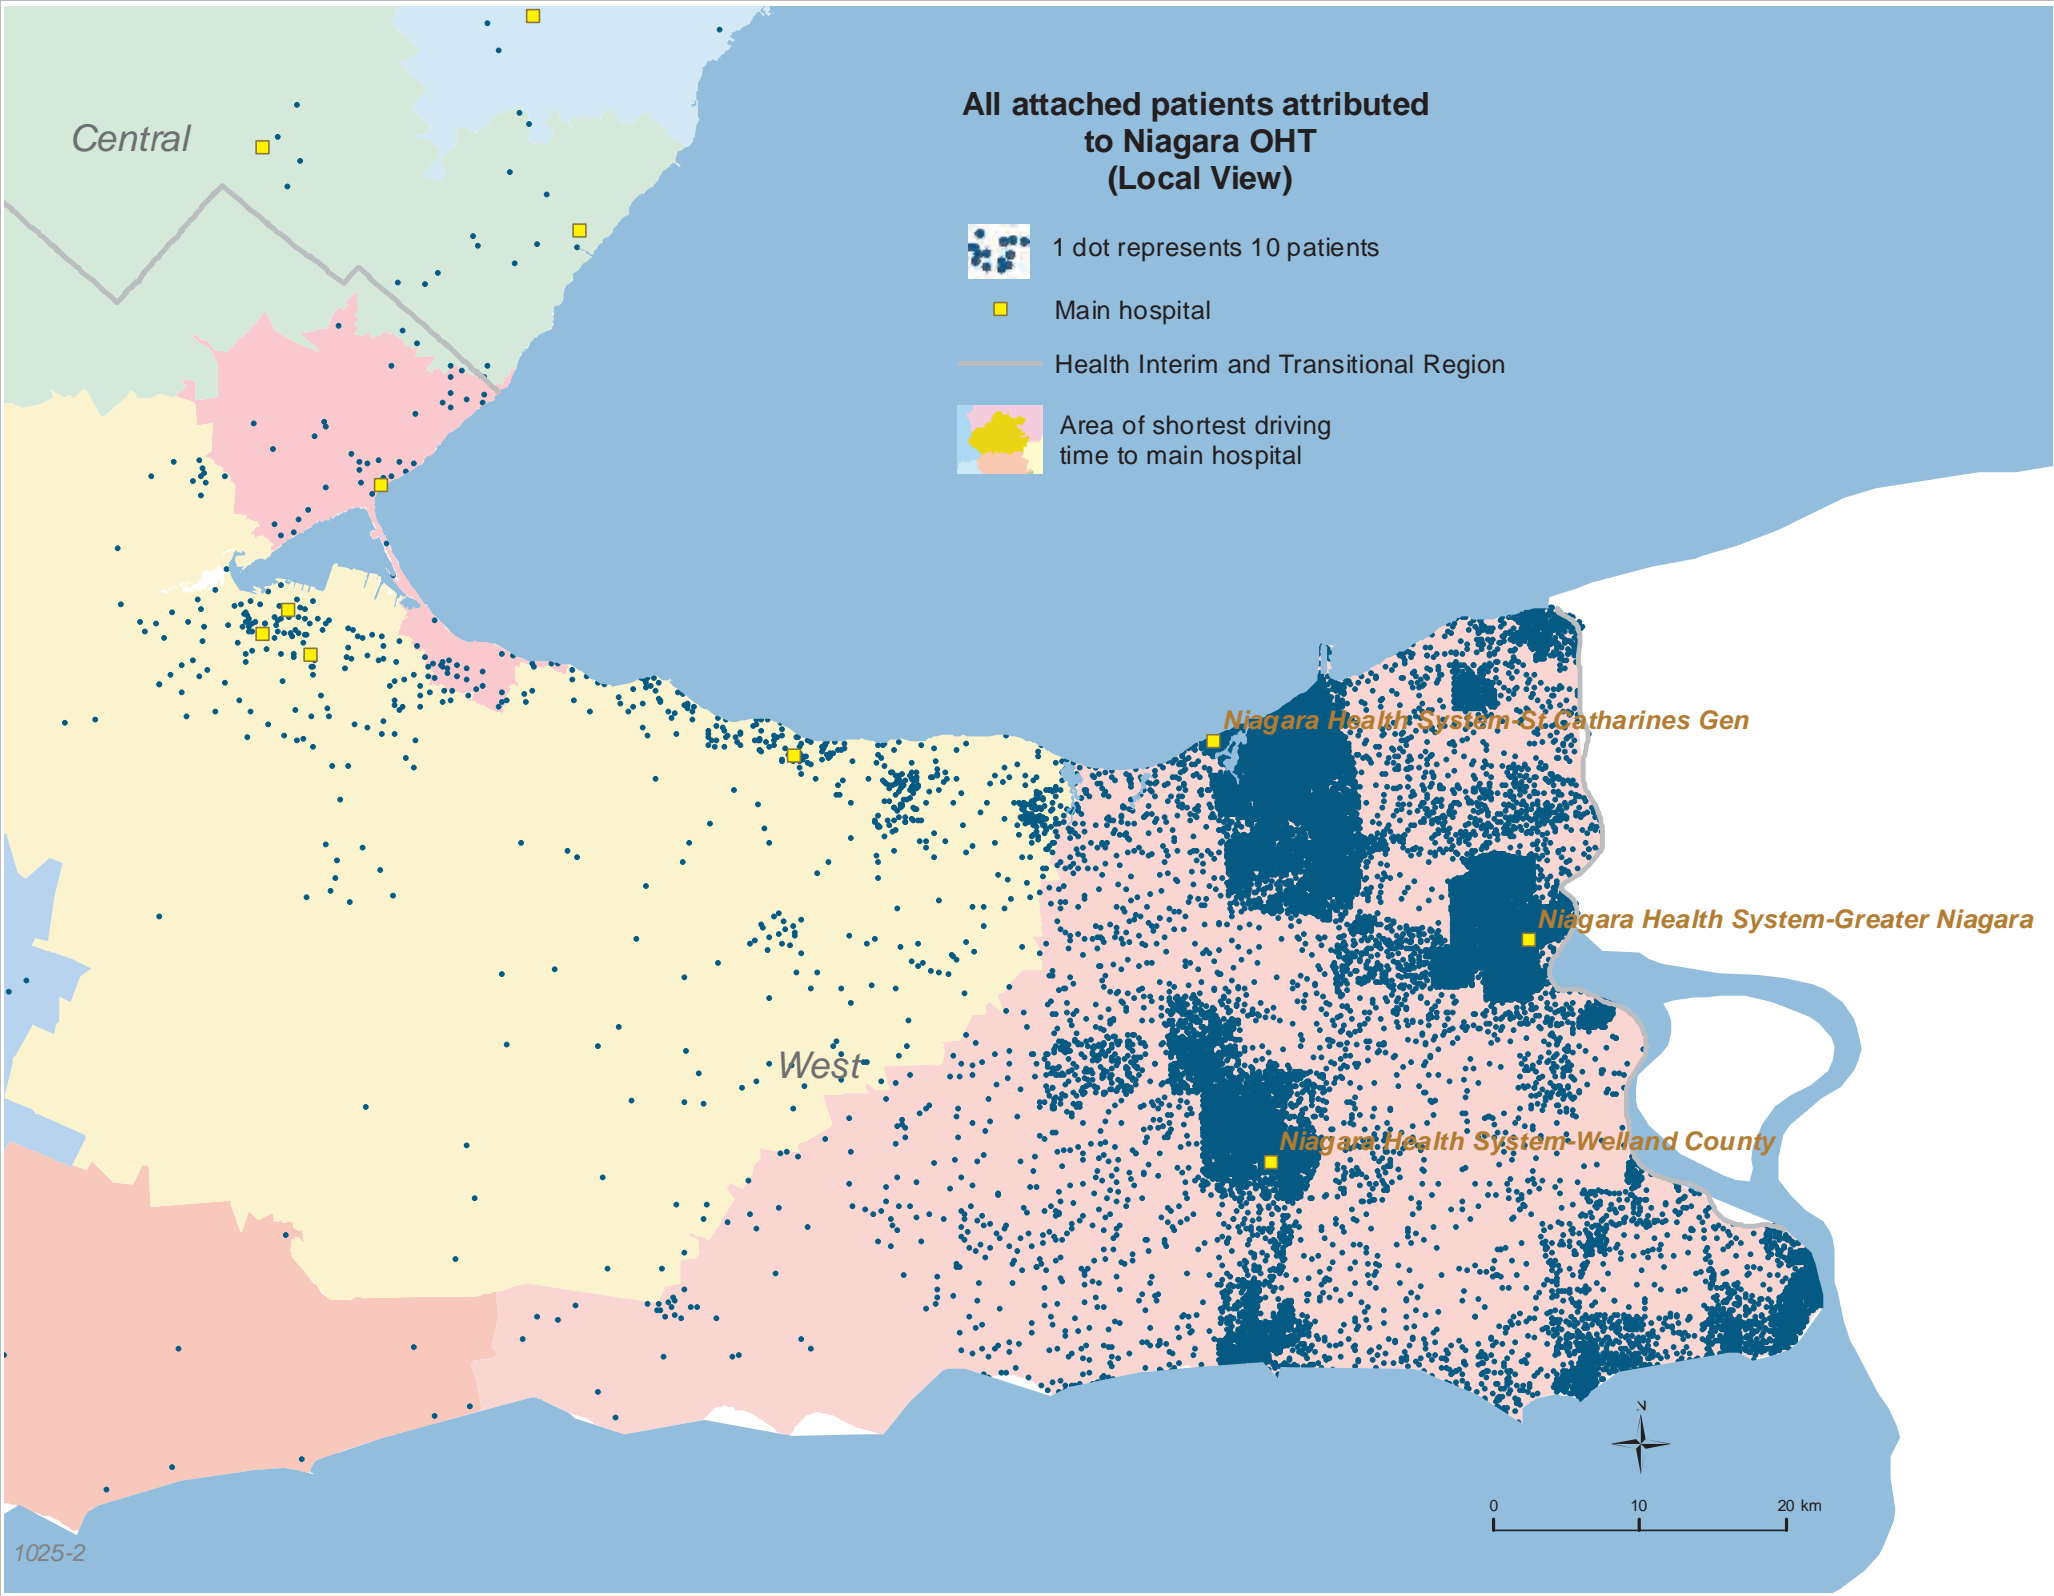 All attached patients attributed
to Niagara OHT
(Local View)
1 dot represents 10 patients
Main hospital
Health Interim and Transitional Region
Area of shortest driving
time to main hospital
Central
Niagara Health System-St Catharines Gen
Niagara Health System-Greater Niagara
West
Niagara Health System-Welland County
N
0 10 20 km
1025-2